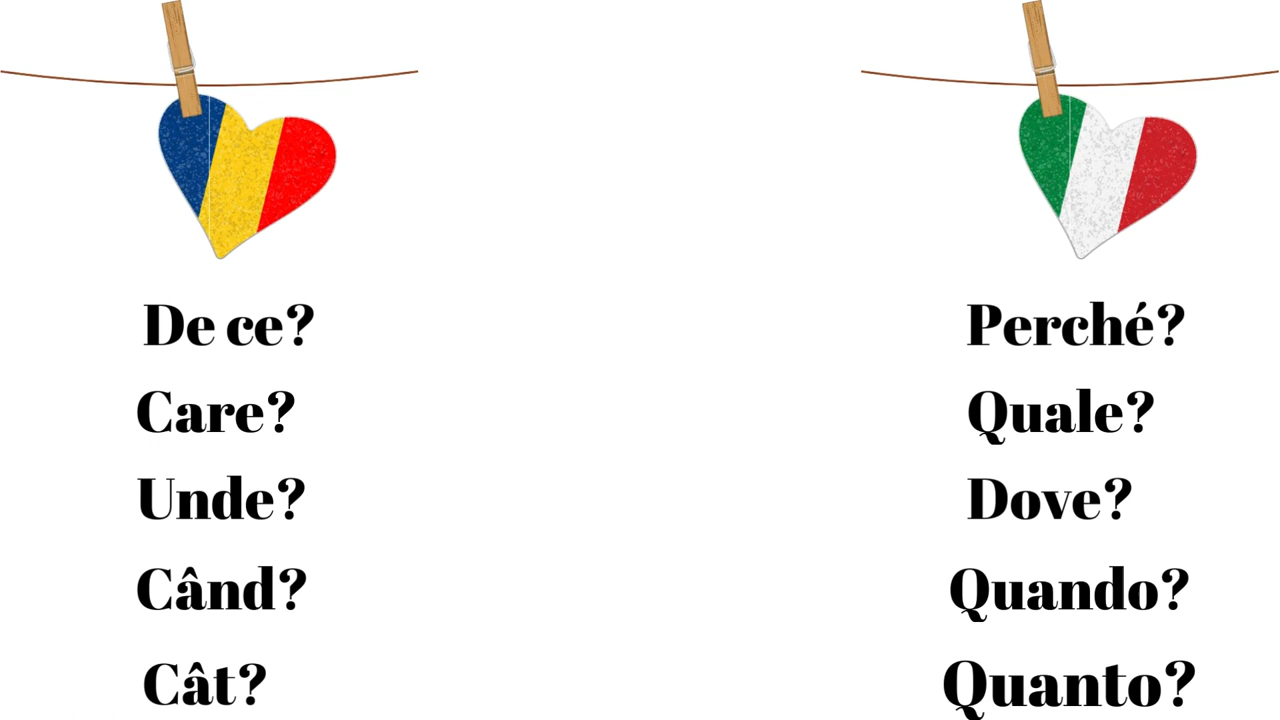 De ce?
Perché?
Care?
Quale?
Unde?
Dove?
Când?
Quando?
Cât?
Quanto?